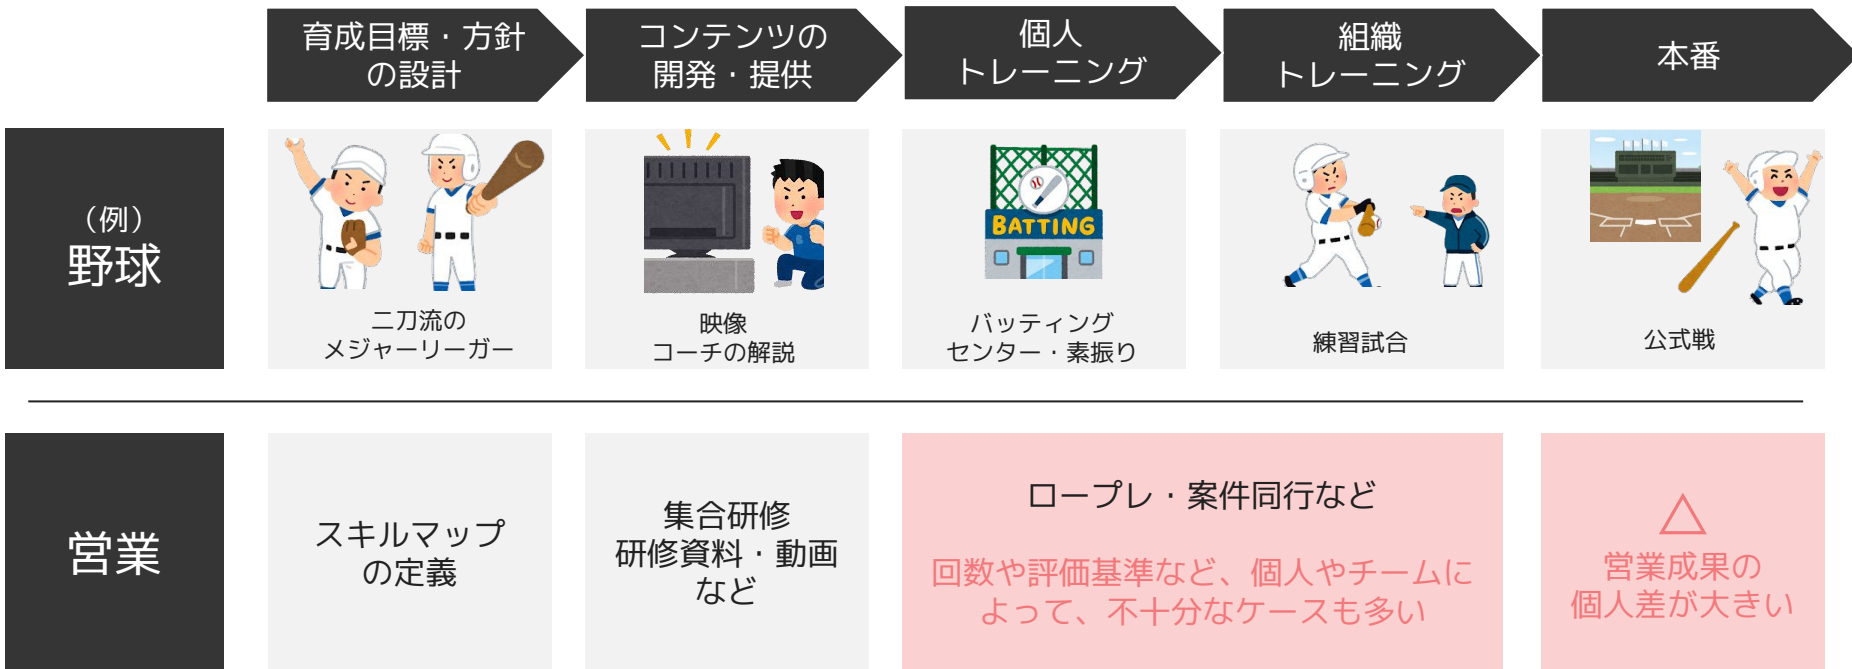 育成目標・方針
の設計
コンテンツの
開発・提供
個人
トレーニング
組織
トレーニング
本番
（例）
野球
二刀流の
メジャーリーガー
映像
コーチの解説
BATTING
バッティング
センター・素振り
練習試合
公式戦
営業
スキルマップ
の定義
集合研修
研修資料・動画
など
ロープレ・案件同行など
回数や評価基準など、個人やチームに
よって、不十分なケースも多い
△
営業成果の
個人差が大きい